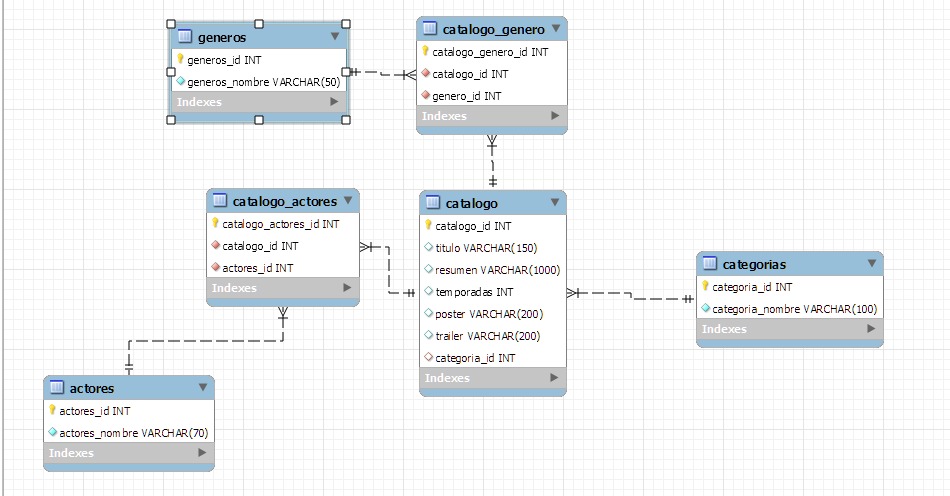 generos
generos_id INT
generos_nombre VARCHAR(50)
Indexes
catalogo_genero
catalogo_genero_id INT
catalogo_id INT
genero_id INT
Indexes
catalogo_actores
catalogo_actores_id INT
catalogo_id INT
actores_id INT
Indexes
catalogo
catalogo_id INT
titulo VARCHAR(150)
resumen VARCHAR(1000)
temporadas INT
poster VARCHAR(200)
trailer VARCHAR(200)
categoria_id INT
Indexes
categorias
categoria_id INT
categoria_nombre VARCHAR(100)
Indexes
actores
actores_id INT
actores_nombre VARCHAR(70)
Indexes